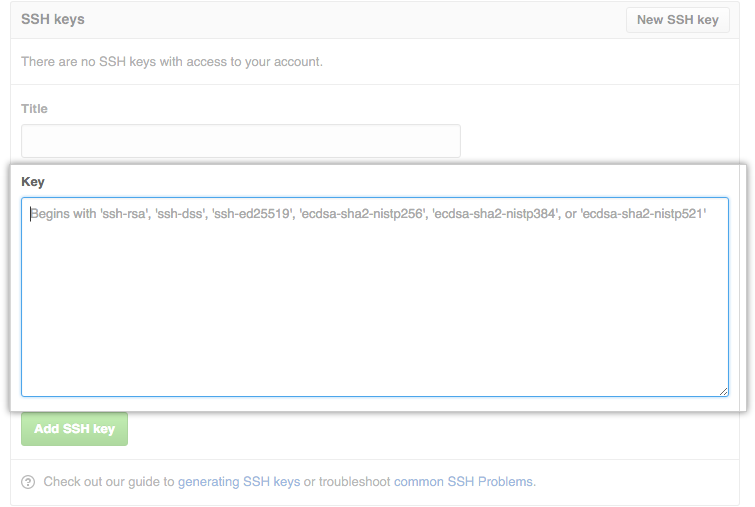 SSH keys
New SSH key
There are no SSH keys with access to your account.
Title
Key
Begins with 'ssh-rsa', 'ssh-dss', 'ssh-ed25519', 'ecdsa-sha2-nistp256', 'ecdsa-sha2-nistp384', or 'ecdsa-sha2-nistp521'
Add SSH key
Check out our guide to generating SSH keys or troubleshoot common SSH Problems.